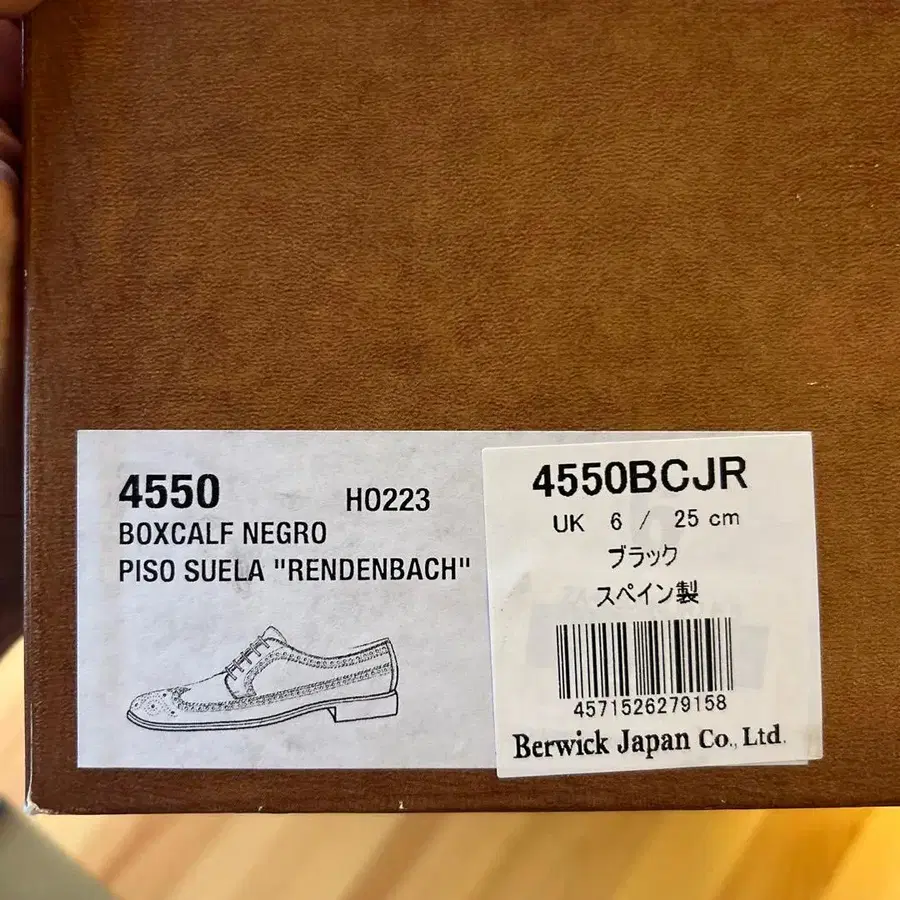 4550 HO223
BOXCALF NEGRO
PISO SUELA "RENDENBACH"
4550BCJR
UK 6 / 25 cm
ブラック
スペイン製
4571526279158
Berwick Japan Co., Ltd.